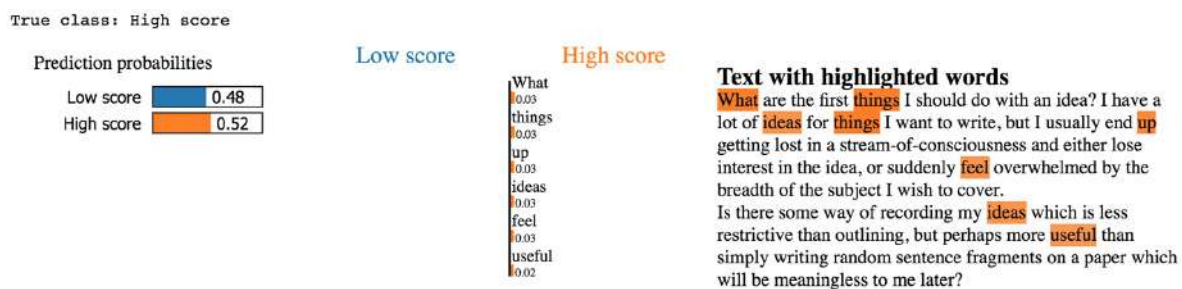 True class: High score
Prediction probabilities
Low score 0.48
High score 0.52
Low score High score
What
0.03
things
0.03
up
0.03
ideas
0.03
feel
0.03
useful
0.02
Text with highlighted words
What are the first things I should do with an idea? I have a
lot of ideas for things I want to write, but I usually end up
getting lost in a stream-of-consciousness and either lose
interest in the idea, or suddenly feel overwhelmed by the
breadth of the subject I wish to cover.
Is there some way of recording my ideas which is less
restrictive than outlining, but perhaps more useful than
simply writing random sentence fragments on a paper which
will be meaningless to me later?